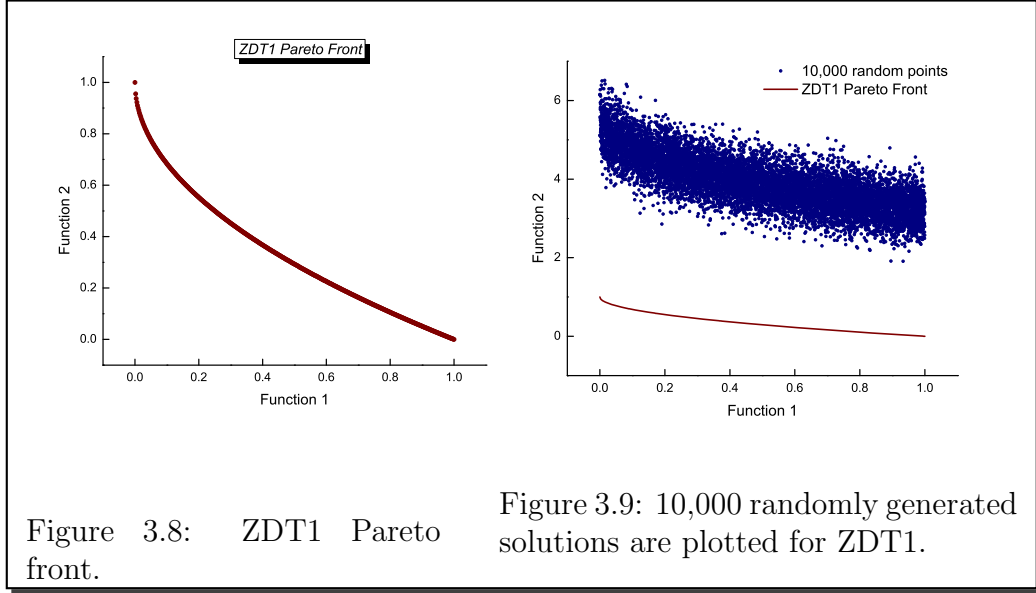 ZDT1 Pareto Front
1.0
0.8
0.6
0.4
0.2
0.0
Function 2
0.0 0.2 0.4 0.6 0.8 1.0
Function 1
10,000 random points
ZDT1 Pareto Front
6
4
2
0
Function 2
0.0 0.2 0.4 0.6 0.8 1.0
Function 1
Figure 3.8: ZDT1 Pareto
front.
Figure 3.9: 10,000 randomly generated
solutions are plotted for ZDT1.